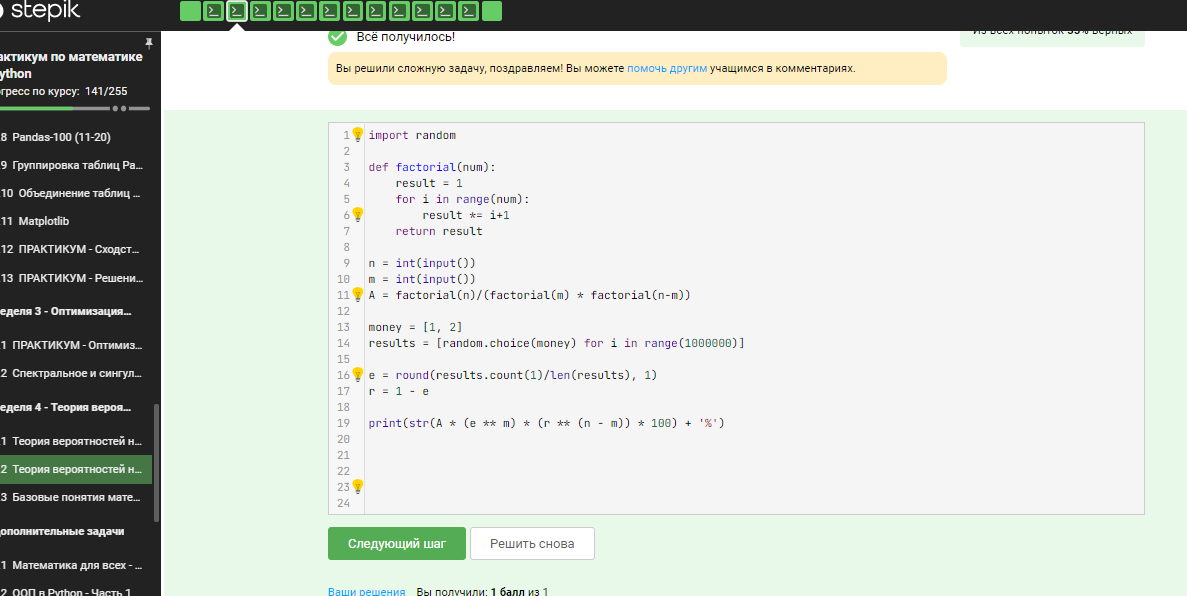 stepik
актикум по математике
ython
огресс по курсу: 141/255
8 Pandas-100 (11-20)
9 Группировка таблиц Pa...
10 Объединение таблиц ...
11 Matplotlib
12 ПРАКТИКУМ - Сходст...
13 ПРАКТИКУМ - Решени...
еделя 3 - Оптимизация...
1 ПРАКТИКУМ - Оптимиз...
2 Спектральное и сингул...
еделя 4 - Теория вероя...
1 Теория вероятностей н...
2 Теория вероятностей н...
3 Базовые понятия мате...
ополнительные задачи
1 Математика для всех - ...
2 ООП в Python - Часть 1
Всё получилось!
Из всех попыток 55% верных
Вы решили сложную задачу, поздравляем! Вы можете помочь другим учащимся в комментариях.
1 import random
2
3 def factorial(num):
4 result = 1
5 for i in range(num):
6 result *= i+1
7 return result
8
9 n = int(input())
10 m = int(input())
11 A = factorial(n)/(factorial(m) * factorial(n-m))
12
13 money = [1, 2]
14 results = [random.choice(money) for i in range(1000000)]
15
16 e = round(results.count(1)/len(results), 1)
17 r = 1 - e
18
19 print(str(A * (e ** m) * (r ** (n - m)) * 100) + '%')
20
21
22
23
24
Следующий шаг
Решить снова
Ваши решения Вы получили: 1 балл из 1